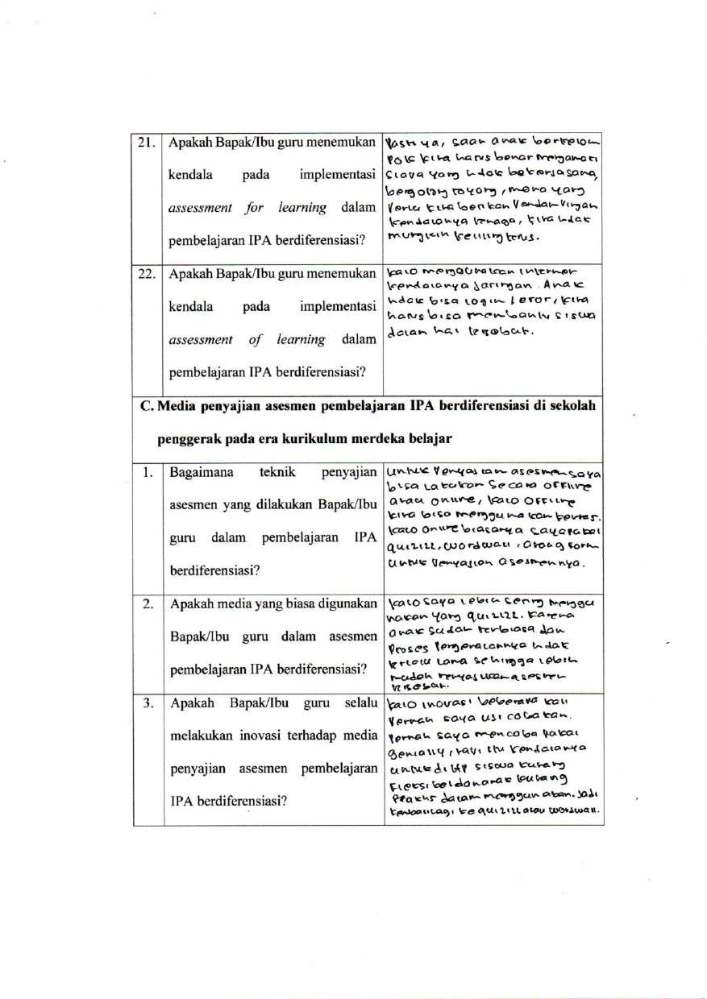 21. Apakah Bapak/Ibu guru menemukan
kendala pada implementasi
assessment for learning dalam
pembelajaran IPA berdiferensiasi?
Pasti ya, saat anak berkelom
pok kita harus benar mengamati
siswa yang tidak bekerjasama,
bergotong royong, mana yang
perlu kita berikan
kendalanya tenaga, kita tidak
mungkin keliling terus.
22. Apakah Bapak/Ibu guru menemukan
kendala pada implementasi
assessment of learning dalam
pembelajaran IPA berdiferensiasi?
kalo menggunakan internet
kendalanya jaringan. Anak
tidak bisa login / eror, kita
harus bisa membantu siswa
dalam hal tersebut.
C. Media penyajian asesmen pembelajaran IPA berdiferensiasi di sekolah
penggerak pada era kurikulum merdeka belajar
1. Bagaimana teknik penyajian
asesmen yang dilakukan Bapak/Ibu
guru dalam pembelajaran IPA
berdiferensiasi?
Untuk penyajian asesmen saya
bisa lakukan secara offline
atau online, kalo offline
kita bisa menggunakan kertas.
kalo online biasanya saya pakai
quizizz, wordwall, atau g form
untuk penyajian asesmennya.
2. Apakah media yang biasa digunakan
Bapak/Ibu guru dalam asesmen
pembelajaran IPA berdiferensiasi?
kalo saya lebih sering menggu
nakan yang quizizz. karena
anak sudah terbiasa dan
proses pengenalannya tidak
terlalu lama sehingga lebih
mudah asesmen
tersebut.
3. Apakah Bapak/Ibu guru selalu
melakukan inovasi terhadap media
penyajian asesmen pembelajaran
IPA berdiferensiasi?
kalo inovasi beberapa kali
pernah saya uji cobakan.
pernah saya mencoba pakai
genially, tapi itu kendalanya
untuk di HP siswa kurang
fleksibel dan anak kurang
praktis dalam menggunakan. Jadi
kembali lagi ke quizizz atau wordwall.